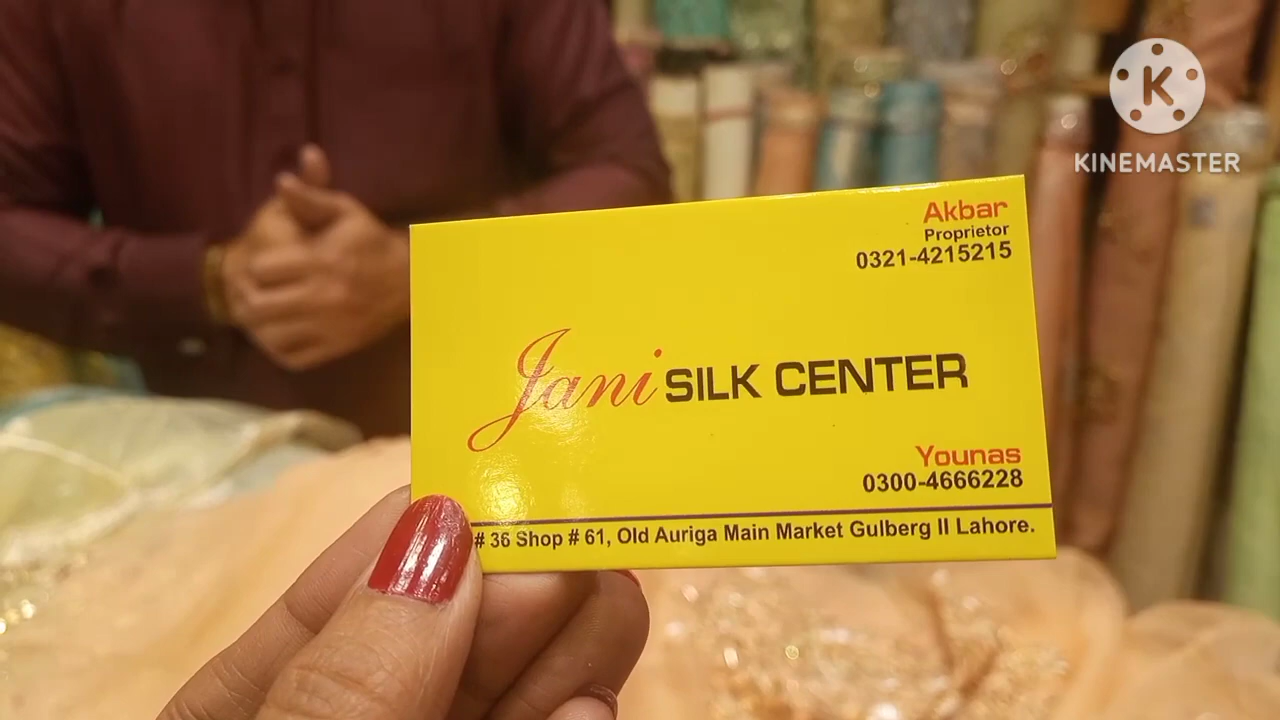 K
KINEMASTER
Akbar
Proprietor
0321-4215215
Jani SILK CENTER
Younas
0300-4666228
# 36 Shop # 61, Old Auriga Main Market Gulberg II Lahore.